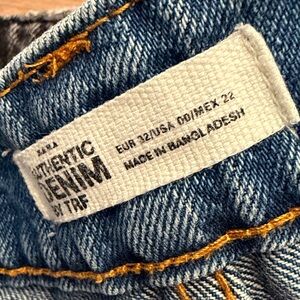 ZARA
AUTHENTIC
DENIM
BY TRF
EUR 32/USA 00/MEX 22
MADE IN BANGLADESH